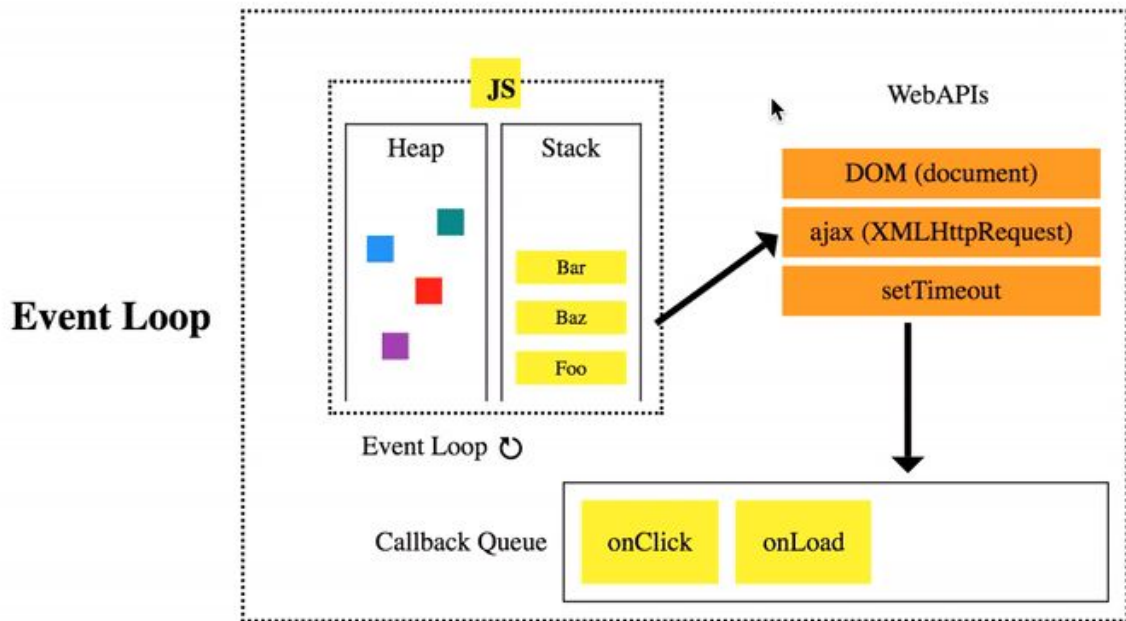 Event Loop
JS
Heap
Stack
Bar
Baz
Foo
WebAPIs
DOM (document)
ajax (XMLHttpRequest)
setTimeout
Event Loop ↻
Callback Queue
onClick
onLoad